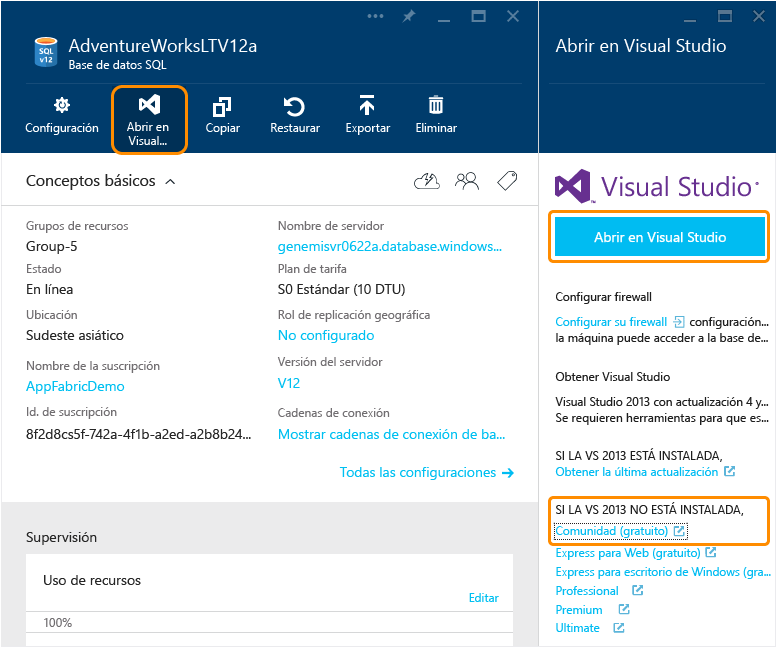 AdventureWorksLTV12a
SQL
v12
Base de datos SQL
Configuración
Abrir en
Visual...
Copiar
Restaurar
Exportar
Eliminar
Conceptos básicos
Grupos de recursos
Group-5
Estado
En línea
Ubicación
Sudeste asiático
Nombre de la suscripción
AppFabricDemo
Id. de suscripción
8f2d8cs5f-742a-4f1b-a2ed-a2b8b24...
Nombre de servidor
genemisvr0622a.database.windows...
Plan de tarifa
S0 Estándar (10 DTU)
Rol de replicación geográfica
No configurado
Versión del servidor
V12
Cadenas de conexión
Mostrar cadenas de conexión de ba...
Todas las configuraciones
Supervisión
Uso de recursos
Editar
100%
Abrir en Visual Studio
Visual Studio
Abrir en Visual Studio
Configurar firewall
Configurar su firewall configuración...
la máquina puede acceder a la base de...
Obtener Visual Studio
Visual Studio 2013 con actualización 4 y...
Se requieren herramientas para que es...
SI LA VS 2013 ESTÁ INSTALADA,
Obtener la última actualización
SI LA VS 2013 NO ESTÁ INSTALADA,
Comunidad (gratuito)
Express para Web (gratuito)
Express para escritorio de Windows (gra...
Professional
Premium
Ultimate